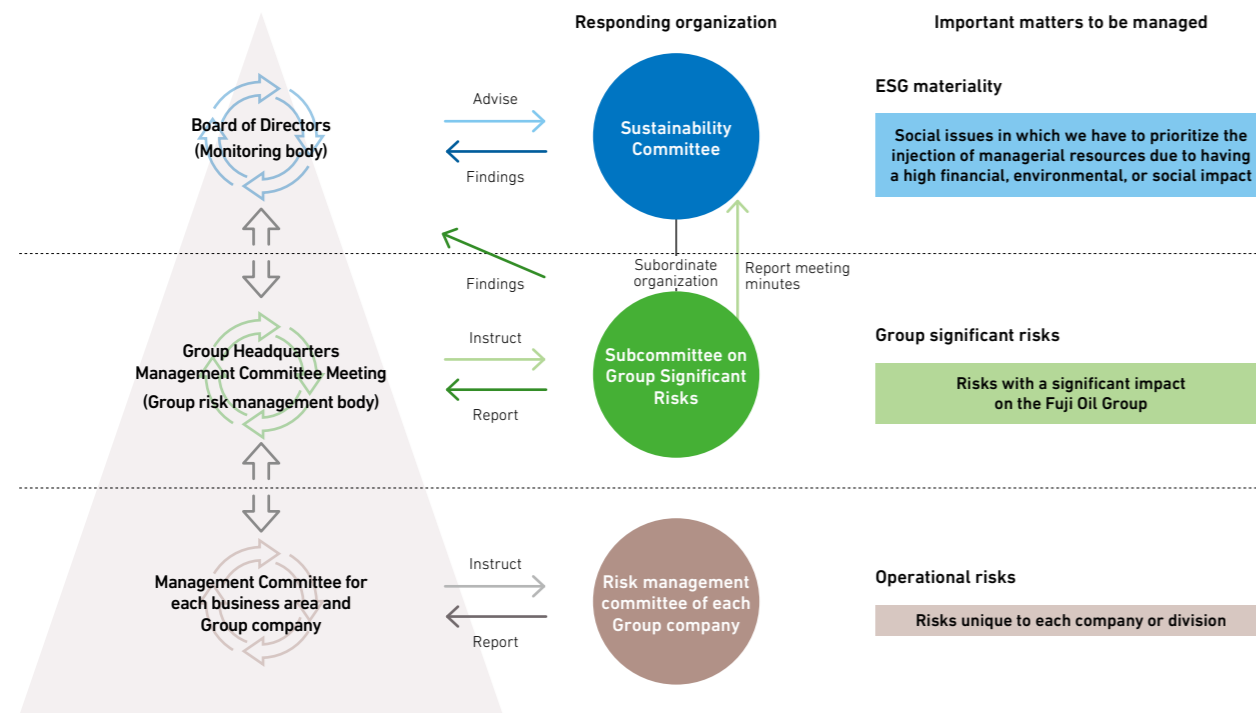 Responding organization
Important matters to be managed
Board of Directors
(Monitoring body)
Advise
Findings
Sustainability
Committee
ESG materiality
Social issues in which we have to prioritize the
injection of managerial resources due to having
a high financial, environmental, or social impact
Findings
Subordinate
organization
Report meeting
minutes
Group Headquarters
Management Committee Meeting
(Group risk management body)
Instruct
Report
Subcommittee on
Group Significant
Risks
Group significant risks
Risks with a significant impact
on the Fuji Oil Group
Management Committee for
each business area and
Group company
Instruct
Report
Risk management
committee of each
Group company
Operational risks
Risks unique to each company or division